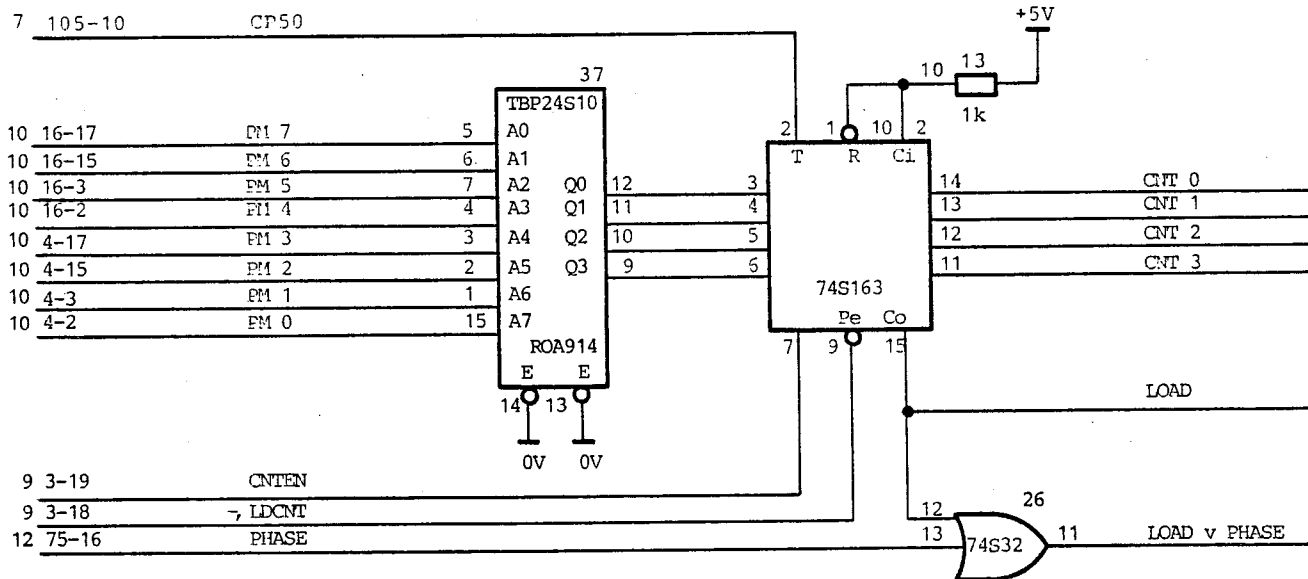 +5V
7 105-10 CP50
37
10 13
1k
TBP24S10
2 1 10 2
10 16-17 PM 7 5 A0
T R Ci
10 16-15 PM 6 6 A1
10 16-3 PM 5 7 A2 Q0 12 3 14 CNT 0
10 16-2 PM 4 4 A3 Q1 11 4 13 CNT 1
10 4-17 PM 3 3 A4 Q2 10 5 12 CNT 2
10 4-15 PM 2 2 A5 Q3 9 6 11 CNT 3
10 4-3 PM 1 1 A6
74S163
10 4-2 PM 0 15 A7
Pe Co
ROA914
7 9 15
E E
14 13
LOAD
0V 0V
9 3-19 CNTEN
9 3-18 ¬, LDCNT
12 26
12 75-16 PHASE
13 74S32 11 LOAD v PHASE